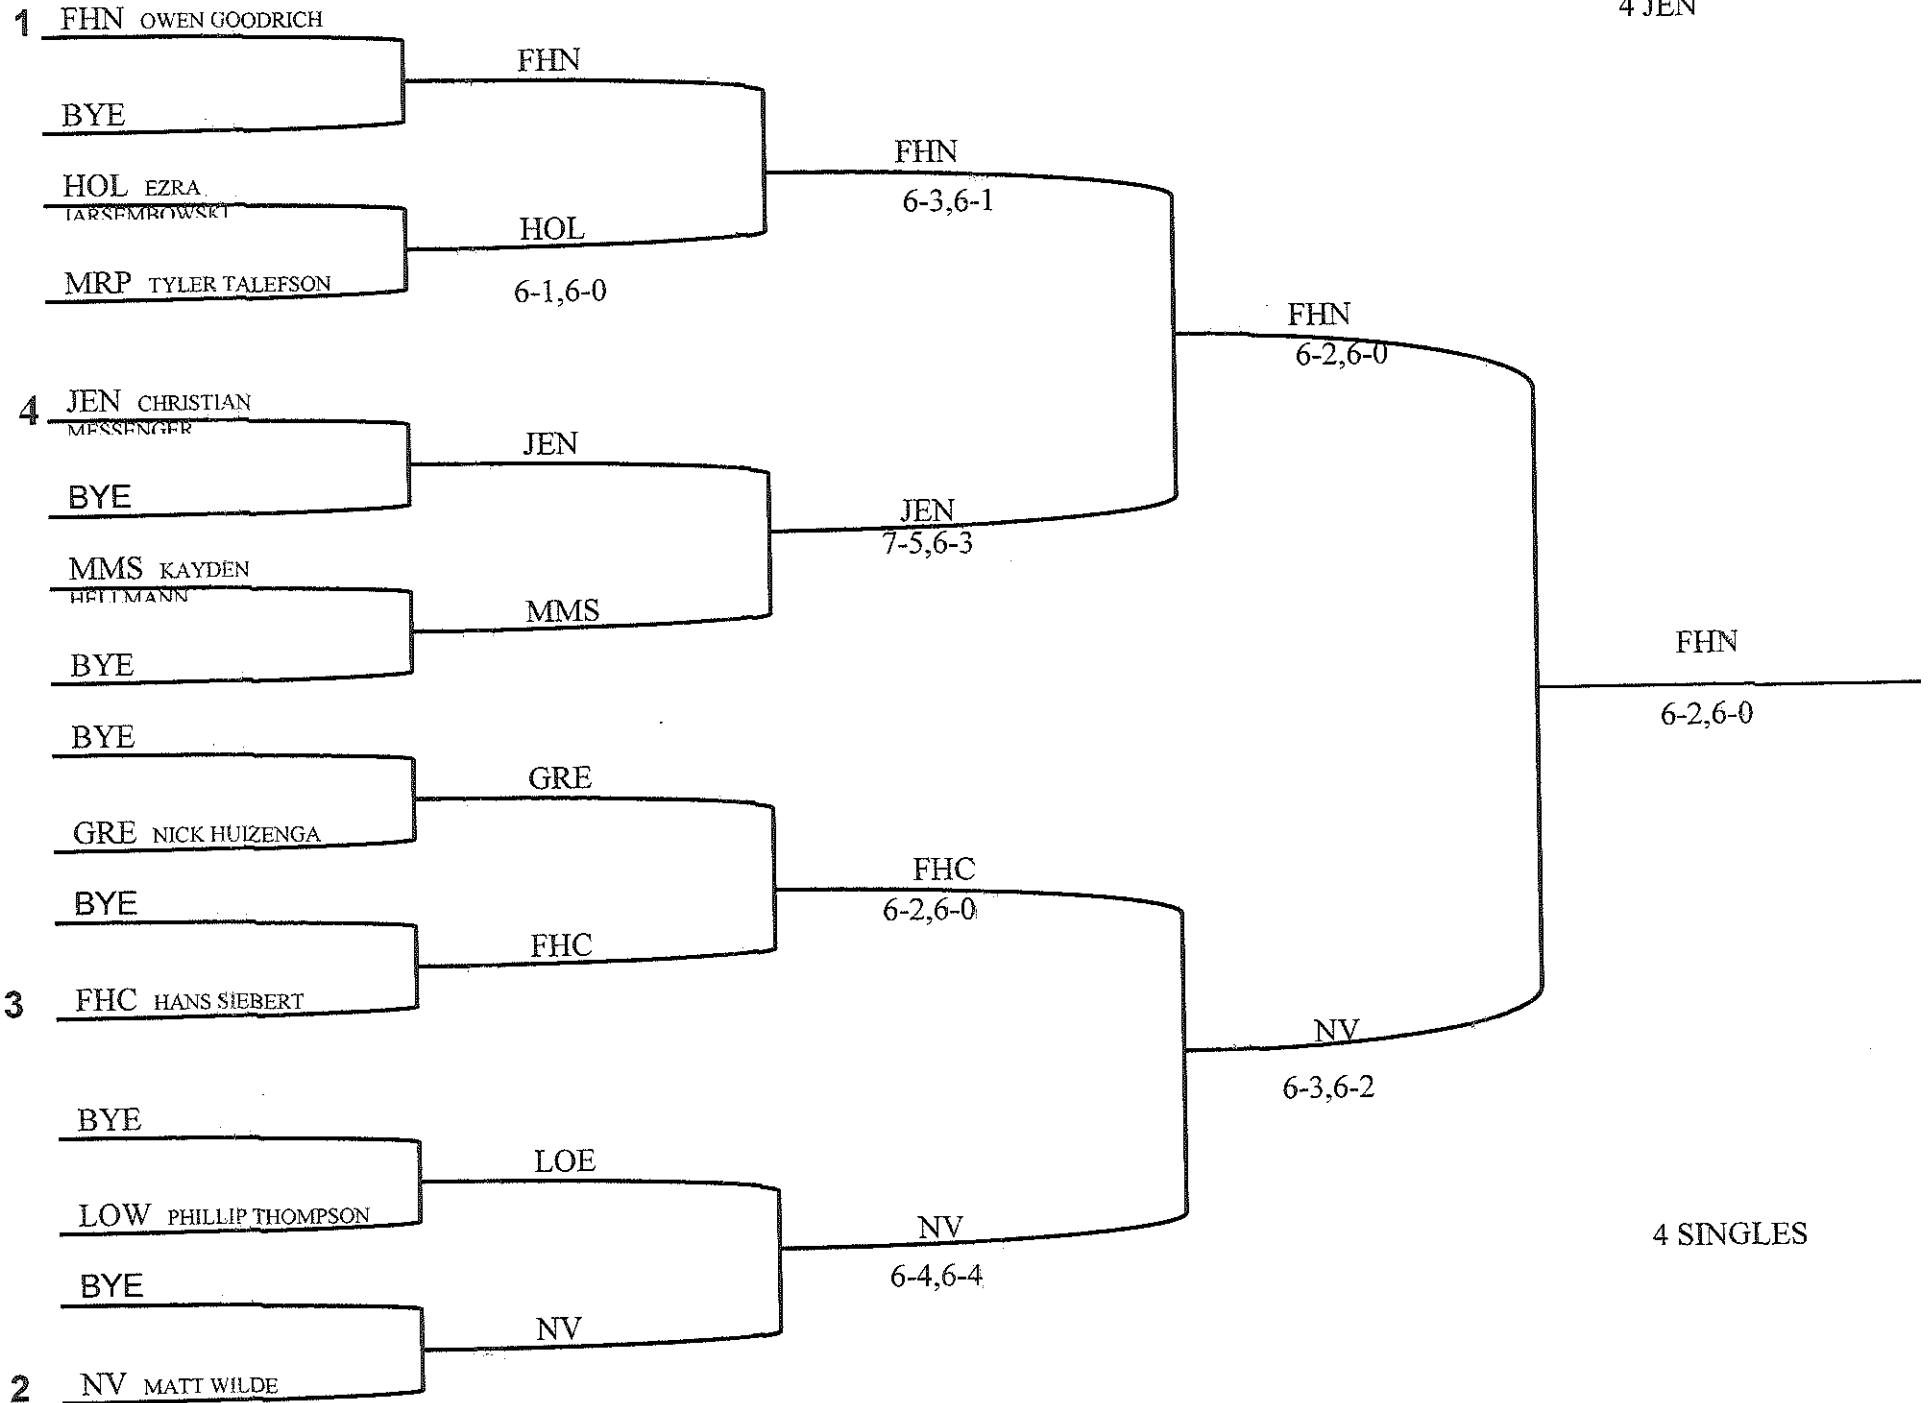 4 JEN
1 FHN OWEN GOODRICH
FHN
BYE
FHN
6-3,6-1
HOL EZRA
JARSEMBOWSKI
HOL
MRP TYLER TALEFSON
6-1,6-0
FHN
6-2,6-0
4 JEN CHRISTIAN
MESSENGER
JEN
BYE
JEN
7-5,6-3
MMS KAYDEN
HELLMANN
MMS
BYE
FHN
6-2,6-0
BYE
GRE
GRE NICK HUIZENGA
FHC
6-2,6-0
BYE
FHC
3 FHC HANS SIEBERT
NV
6-3,6-2
BYE
LOE
LOW PHILLIP THOMPSON
NV
6-4,6-4
4 SINGLES
BYE
NV
2 NV MATT WILDE